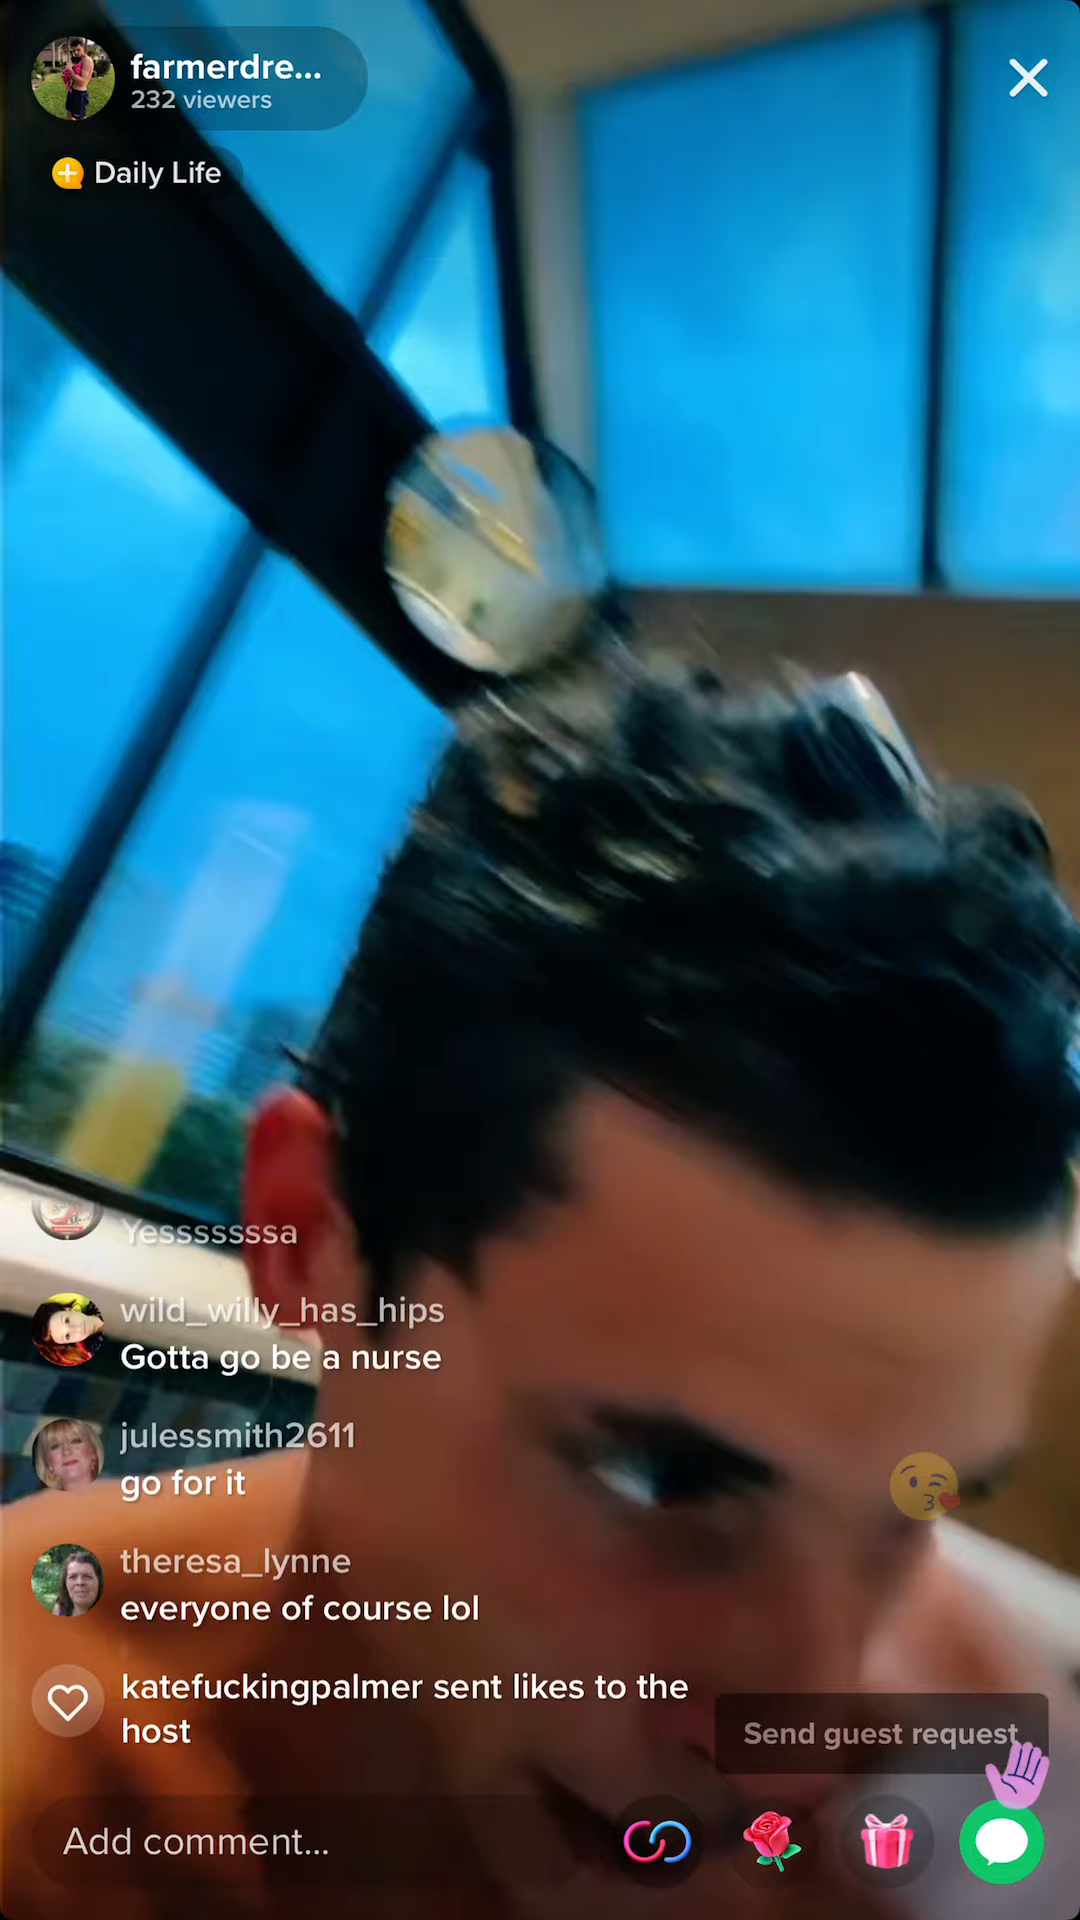 farmerdre...
232 viewers
Daily Life
Yesssssssa
wild_willy_has_hips
Gotta go be a nurse
julessmith2611
go for it
theresa_lynne
everyone of course lol
katefuckingpalmer sent likes to the
host
Send guest request
Add comment...